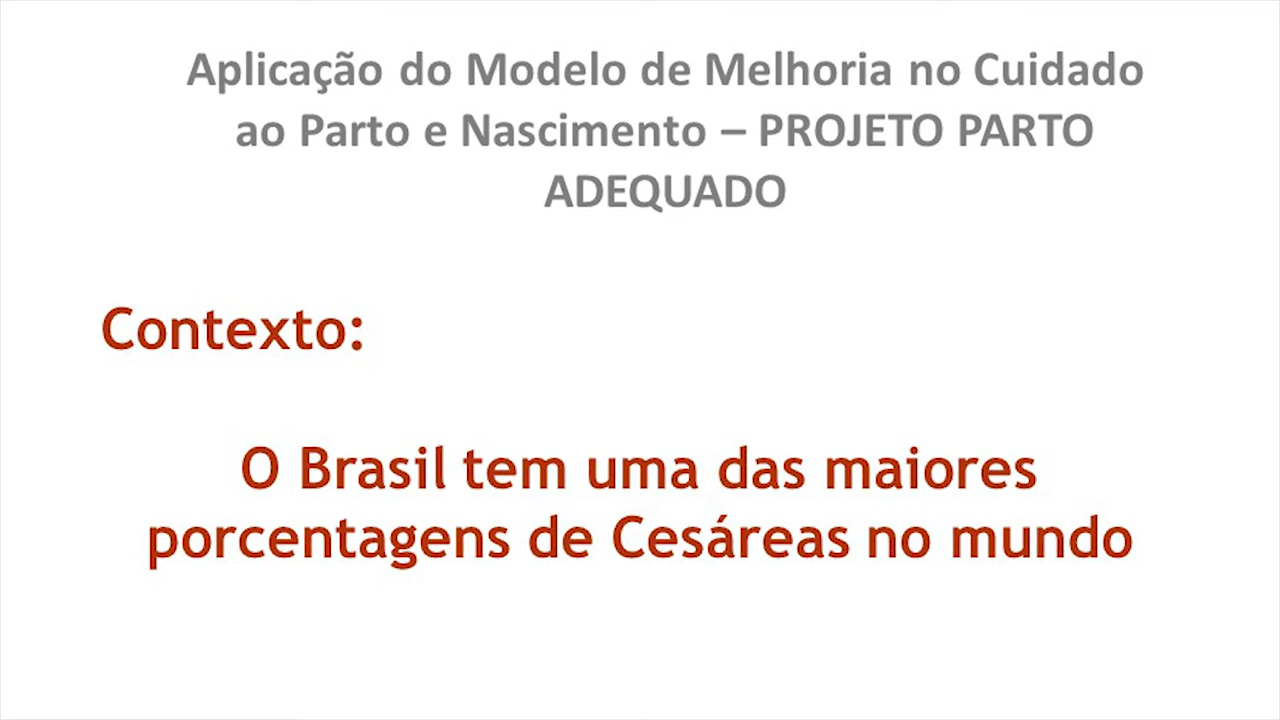 Aplicação do Modelo de Melhoria no Cuidado
ao Parto e Nascimento – PROJETO PARTO
ADEQUADO
Contexto:
O Brasil tem uma das maiores
porcentagens de Cesáreas no mundo